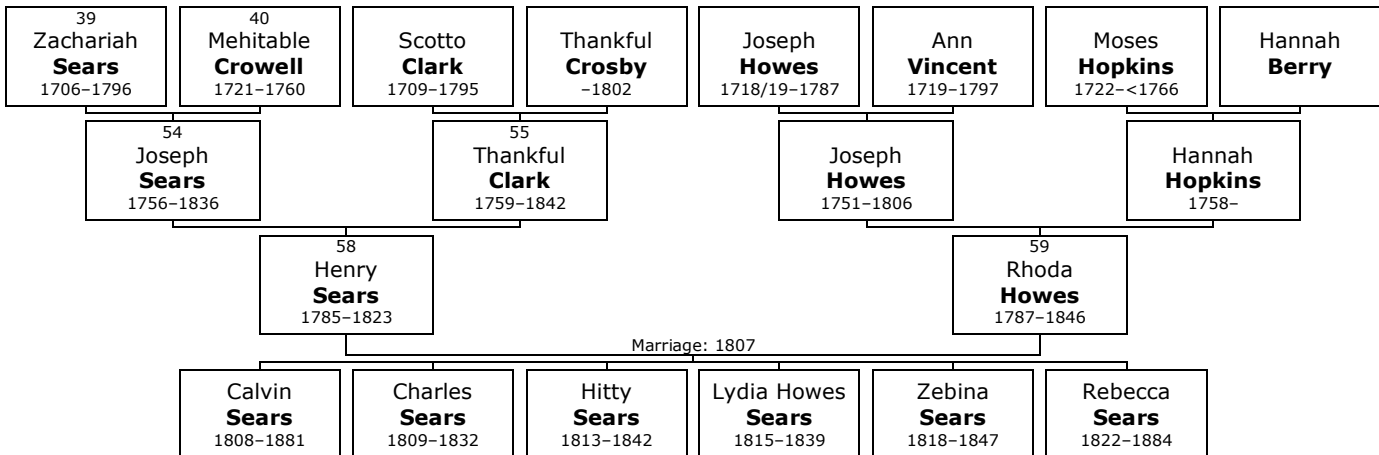 39
Zachariah
Sears
1706–1796
40
Mehitable
Crowell
1721–1760
Scotto
Clark
1709–1795
Thankful
Crosby
–1802
Joseph
Howes
1718/19–1787
Ann
Vincent
1719–1797
Moses
Hopkins
1722–<1766
Hannah
Berry
54
Joseph
Sears
1756–1836
55
Thankful
Clark
1759–1842
Joseph
Howes
1751–1806
Hannah
Hopkins
1758–
58
Henry
Sears
1785–1823
59
Rhoda
Howes
1787–1846
Marriage: 1807
Calvin
Sears
1808–1881
Charles
Sears
1809–1832
Hitty
Sears
1813–1842
Lydia Howes
Sears
1815–1839
Zebina
Sears
1818–1847
Rebecca
Sears
1822–1884